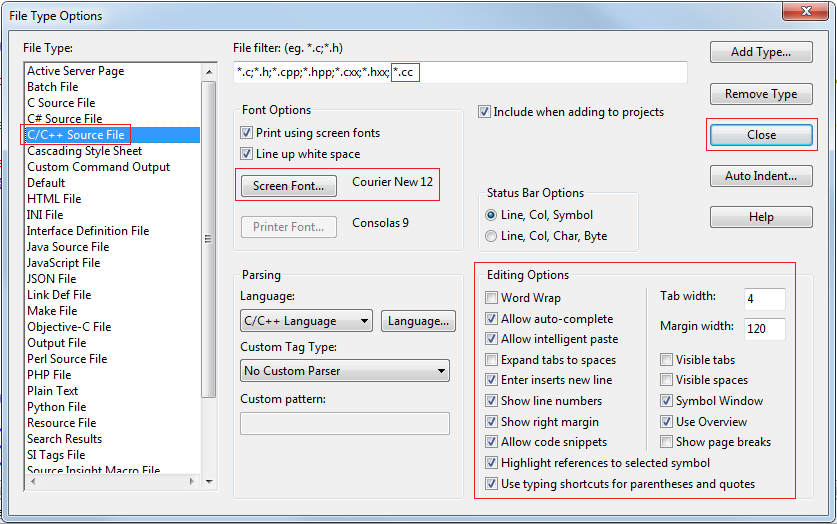 File Type Options
File Type:
Active Server Page
Batch File
C Source File
C# Source File
C/C++ Source File
Cascading Style Sheet
Custom Command Output
Default
HTML File
INI File
Interface Definition File
Java Source File
JavaScript File
JSON File
Link Def File
Make File
Objective-C File
Output File
Perl Source File
PHP File
Plain Text
Python File
Resource File
Search Results
SI Tags File
Source Insight Macro File
File filter: (eg. *.c;*.h)
*.c;*.h;*.cpp;*.hpp;*.cxx;*.hxx; *.cc
Font Options
Print using screen fonts
Line up white space
Screen Font... Courier New 12
Printer Font... Consolas 9
Include when adding to projects
Status Bar Options
Line, Col, Symbol
Line, Col, Char, Byte
Parsing
Language:
C/C++ Language Language...
Custom Tag Type:
No Custom Parser
Custom pattern:
Editing Options
Word Wrap
Allow auto-complete
Allow intelligent paste
Expand tabs to spaces
Enter inserts new line
Show line numbers
Show right margin
Allow code snippets
Highlight references to selected symbol
Use typing shortcuts for parentheses and quotes
Tab width: 4
Margin width: 120
Visible tabs
Visible spaces
Symbol Window
Use Overview
Show page breaks
Add Type...
Remove Type
Close
Auto Indent...
Help